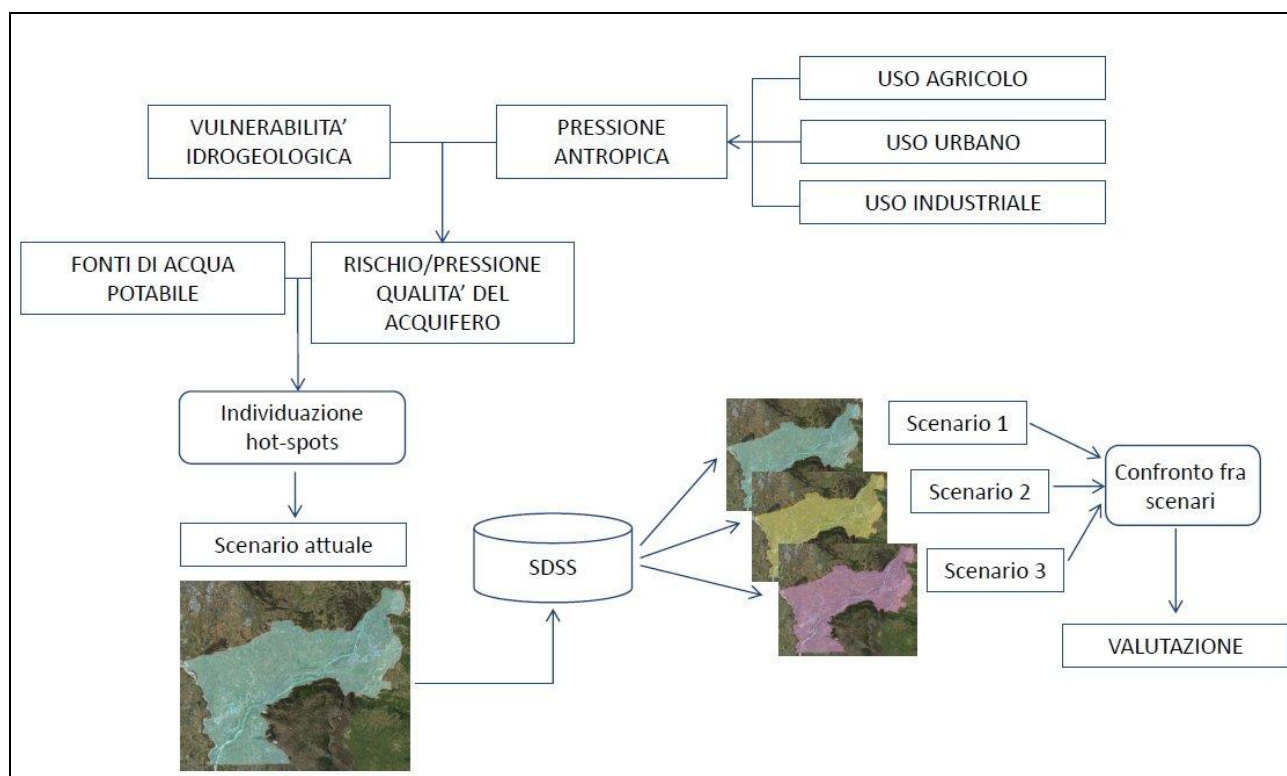 USO AGRICOLO
VULNERABILITA'
IDROGEOLOGICA
PRESSIONE
ANTROPICA
USO URBANO
USO INDUSTRIALE
FONTI DI ACQUA
POTABILE
RISCHIO/PRESSIONE
QUALITA' DEL
ACQUIFERO
Individuazione
hot-spots
Scenario attuale
SDSS
Scenario 1
Scenario 2
Scenario 3
Confronto fra
scenari
VALUTAZIONE